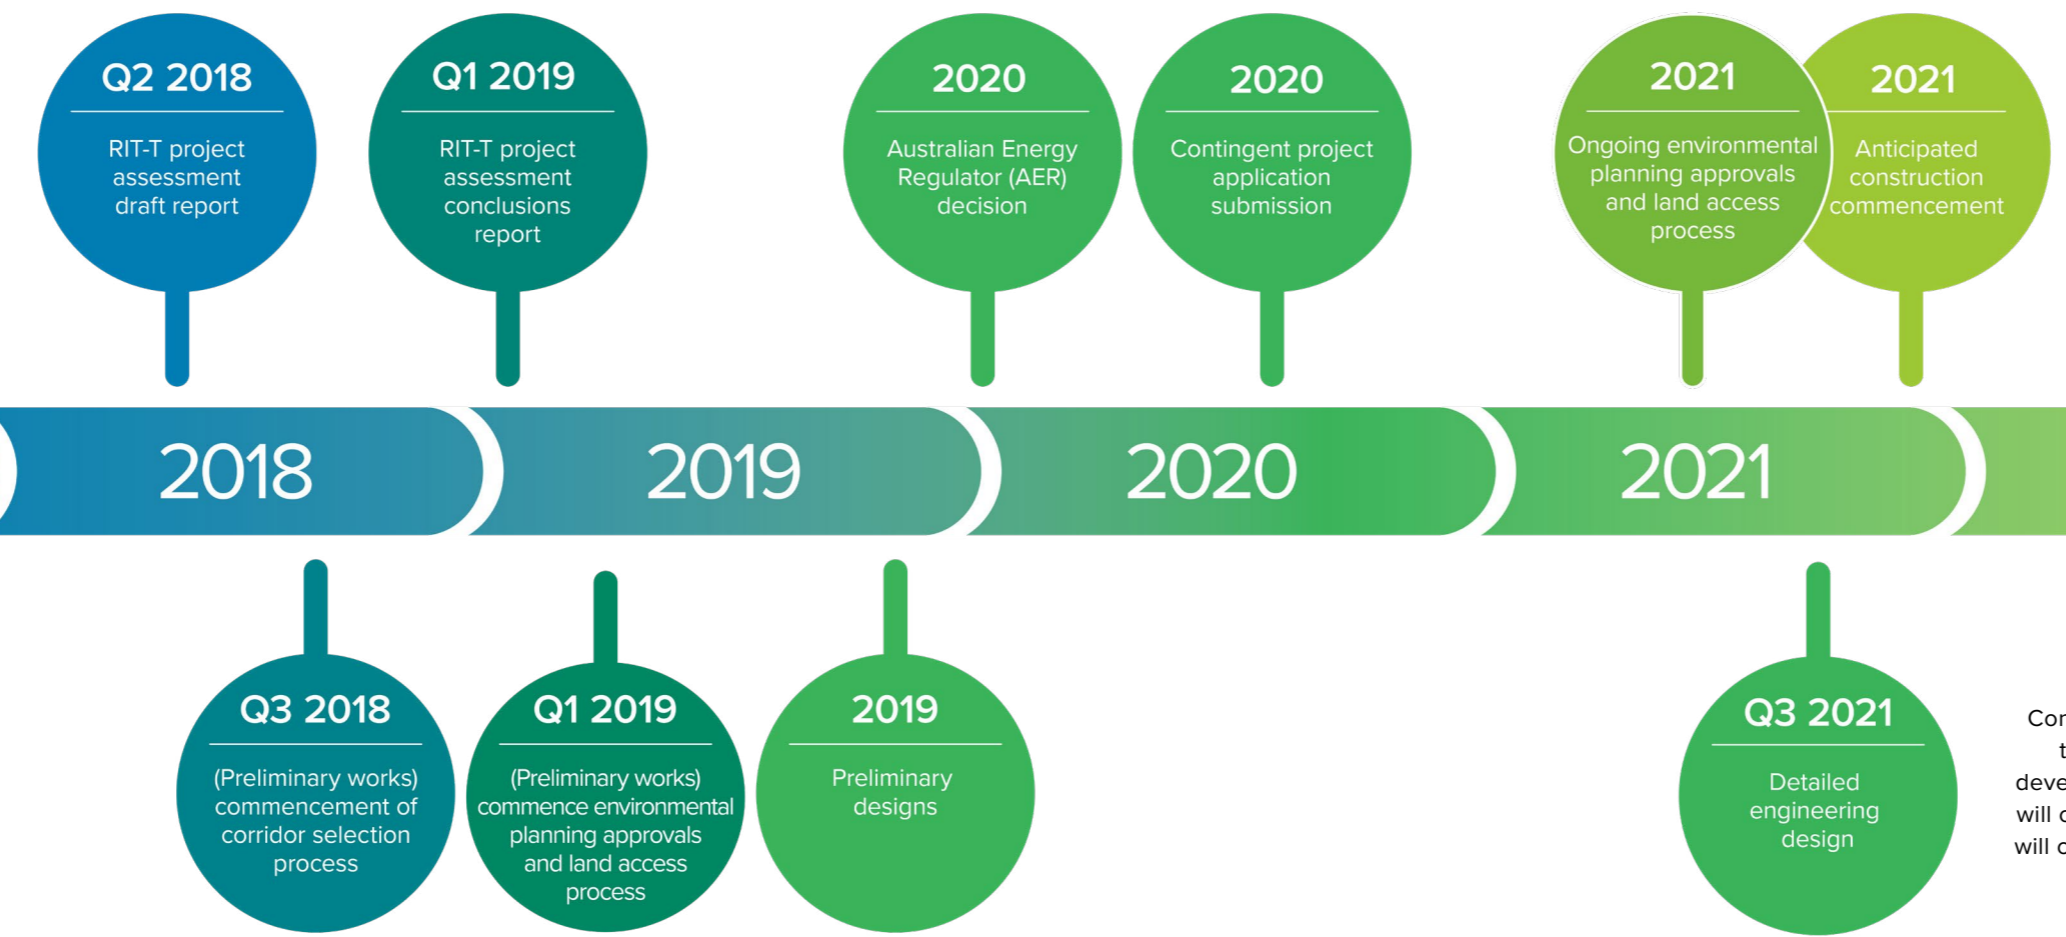 Q2 2018
RIT-T project
assessment
draft report
Q1 2019
RIT-T project
assessment
conclusions
report
2020
Australian Energy
Regulator (AER)
decision
2020
Contingent project
application
submission
2021
Ongoing environmental
planning approvals
and land access
process
2021
Anticipated
construction
commencement
2018
2019
2020
2021
Q3 2018
(Preliminary works)
commencement of
corridor selection
process
Q1 2019
(Preliminary works)
commence environmental
planning approvals
and land access
process
2019
Preliminary
designs
Q3 2021
Detailed
engineering
design
will
will